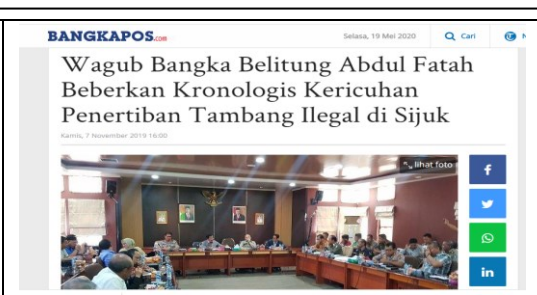 BANGKAPOS.com
Selasa, 19 Mei 2020 Cari
Wagub Bangka Belitung Abdul Fatah
Beberkan Kronologis Kericuhan
Penertiban Tambang Ilegal di Sijuk
Kamis, 7 November 2019 16:00
lihat foto
f
in